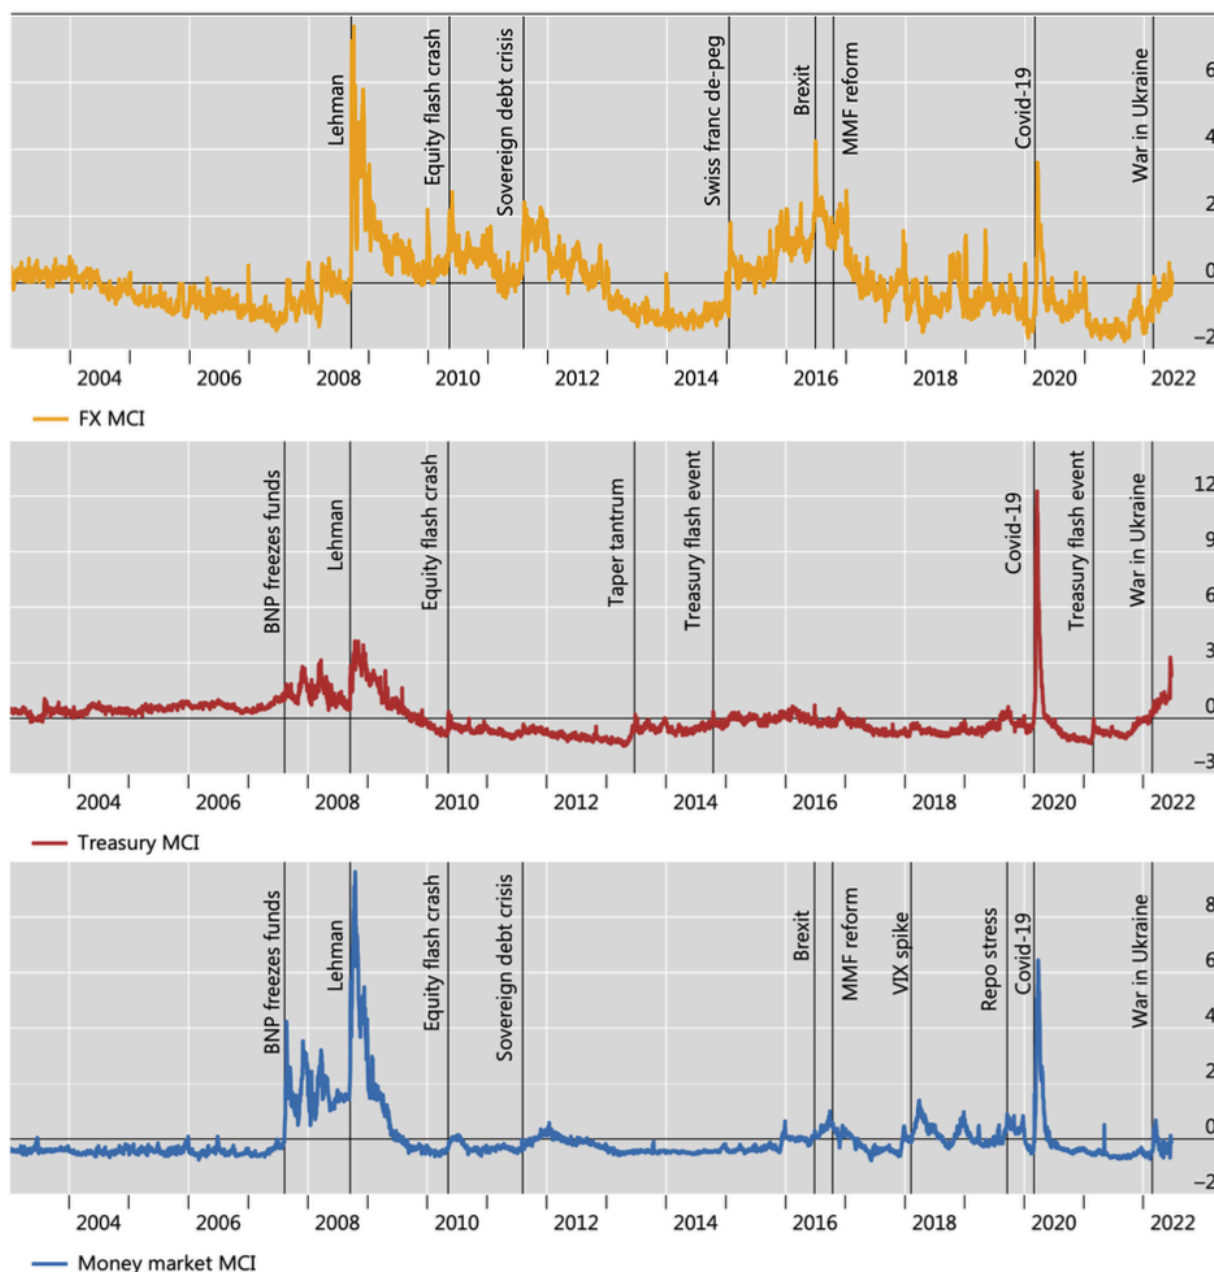 Lehman
Equity flash crash
Sovereign debt crisis
Swiss franc de-peg
Brexit
MMF reform
Covid-19
War in Ukraine
6
4
2
0
–2
2004 2006 2008 2010 2012 2014 2016 2018 2020 2022
FX MCI
BNP freezes funds
Lehman
Equity flash crash
Taper tantrum
Treasury flash event
Covid-19
Treasury flash event
War in Ukraine
12
9
6
3
0
–3
2004 2006 2008 2010 2012 2014 2016 2018 2020 2022
Treasury MCI
BNP freezes funds
Lehman
Equity flash crash
Sovereign debt crisis
Brexit
MMF reform
VIX spike
Repo stress
Covid-19
War in Ukraine
8
6
4
2
0
–2
2004 2006 2008 2010 2012 2014 2016 2018 2020 2022
Money market MCI